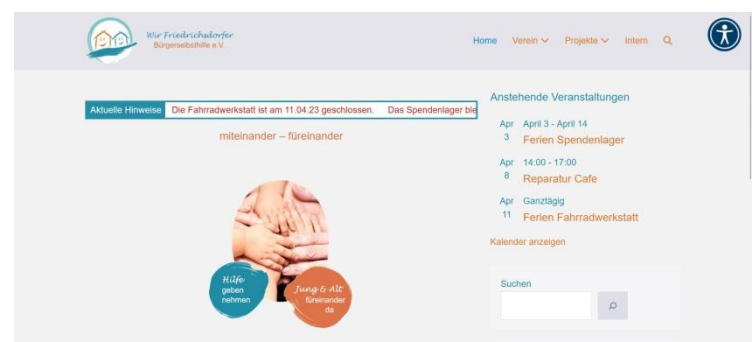 Wir Friedrichsdorfer
Bürgerselbsthilfe e.V.
Home Verein Projekte Intern
Aktuelle Hinweise Die Fahrradwerkstatt ist am 11.04.23 geschlossen. Das Spendenlager ble
miteinander – füreinander
Hilfe
geben
nehmen
Jung & Alt
füreinander
da
Anstehende Veranstaltungen
Apr April 3 - April 14
3 Ferien Spendenlager
Apr 14:00 - 17:00
8 Reparatur Cafe
Apr Ganztägig
11 Ferien Fahrradwerkstatt
Kalender anzeigen
Suchen